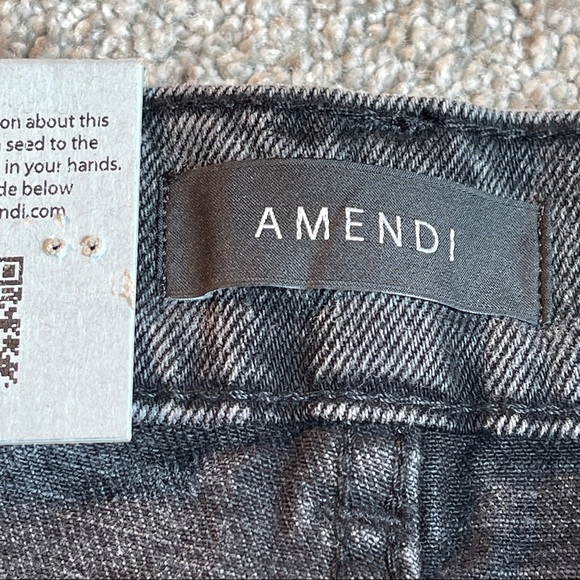 on about this
seed to the
in your hands.
de below
ndi.com
AMENDI